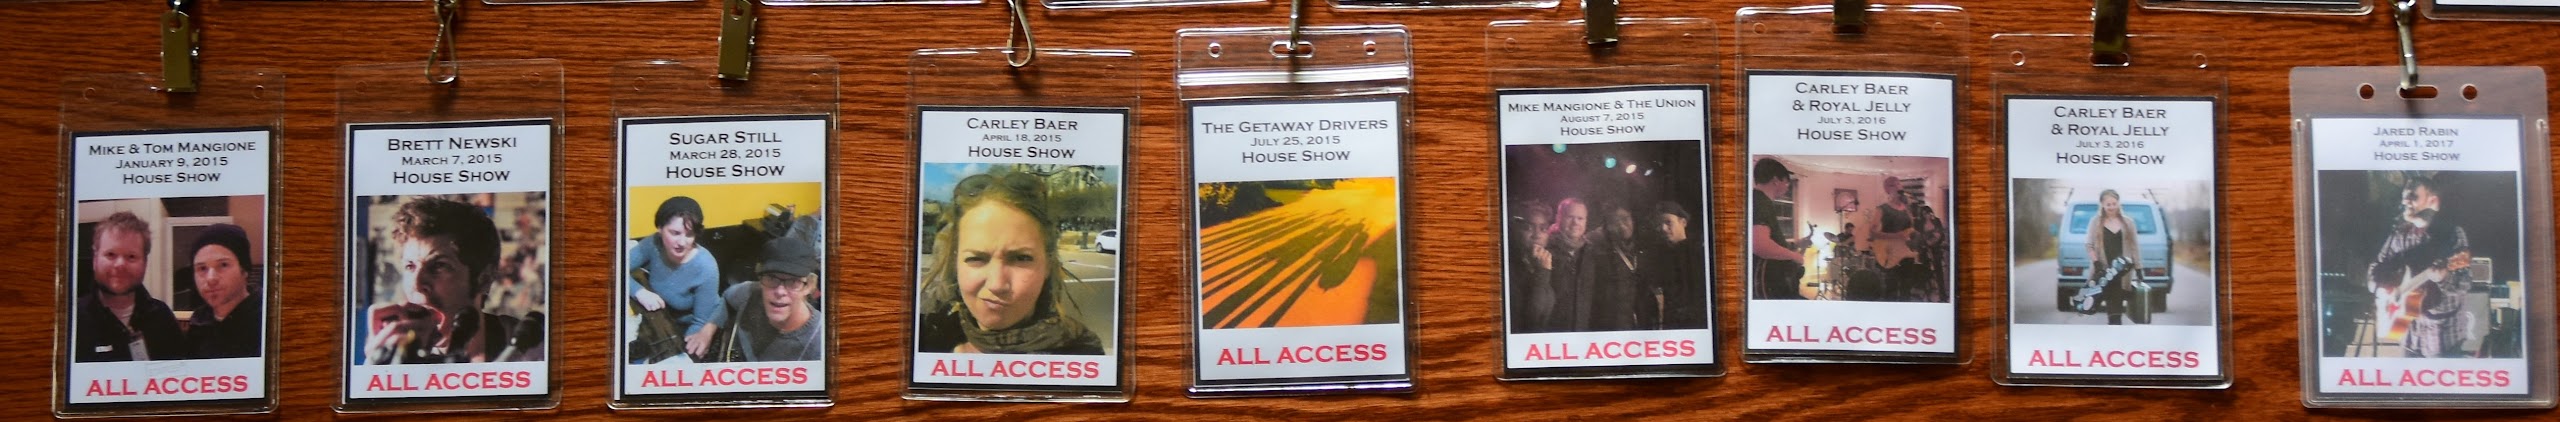 Mike & Tom Mangione
January 9, 2015
House Show
ALL ACCESS
Brett Newski
March 7, 2015
House Show
ALL ACCESS
Sugar Still
March 28, 2015
House Show
ALL ACCESS
Carley Baer
April 18, 2015
House Show
ALL ACCESS
The Getaway Drivers
July 25, 2015
House Show
ALL ACCESS
Mike Mangione & The Union
August 7, 2015
House Show
ALL ACCESS
Carley Baer
& Royal Jelly
July 3, 2016
House Show
ALL ACCESS
Carley Baer
& Royal Jelly
July 3, 2016
House Show
ALL ACCESS
Jared Rabin
April 1, 2017
House Show
ALL ACCESS